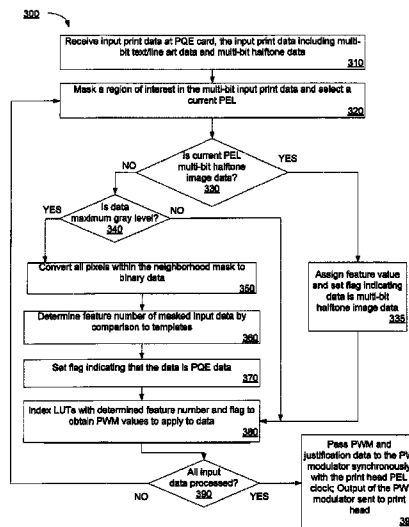 300
Receive input print data at PQE card, the input print data including multi-
bit text/line art data and multi-bit halftone data
310
Mask a region of interest in the multi-bit input print data and select a
current PEL
320
Is current PEL
multi-bit halftone
image data?
330
NO
YES
Is data
maximum gray level?
340
YES
NO
Convert all pixels within the neighborhood mask to
binary data
350
Assign feature value
and set flag indicating
data is multi-bit
halftone image data
335
Determine feature number of masked input data by
comparison to templates
360
Set flag indicating that the data is PQE data
370
Index LUTs with determined feature number and flag to
obtain PWM values to apply to data
380
All input
data processed?
390
NO
YES
Pass PWM and
justification data to the
modulator synchronously
with the print head PEL
clock; Output of the
modulator sent to print
head